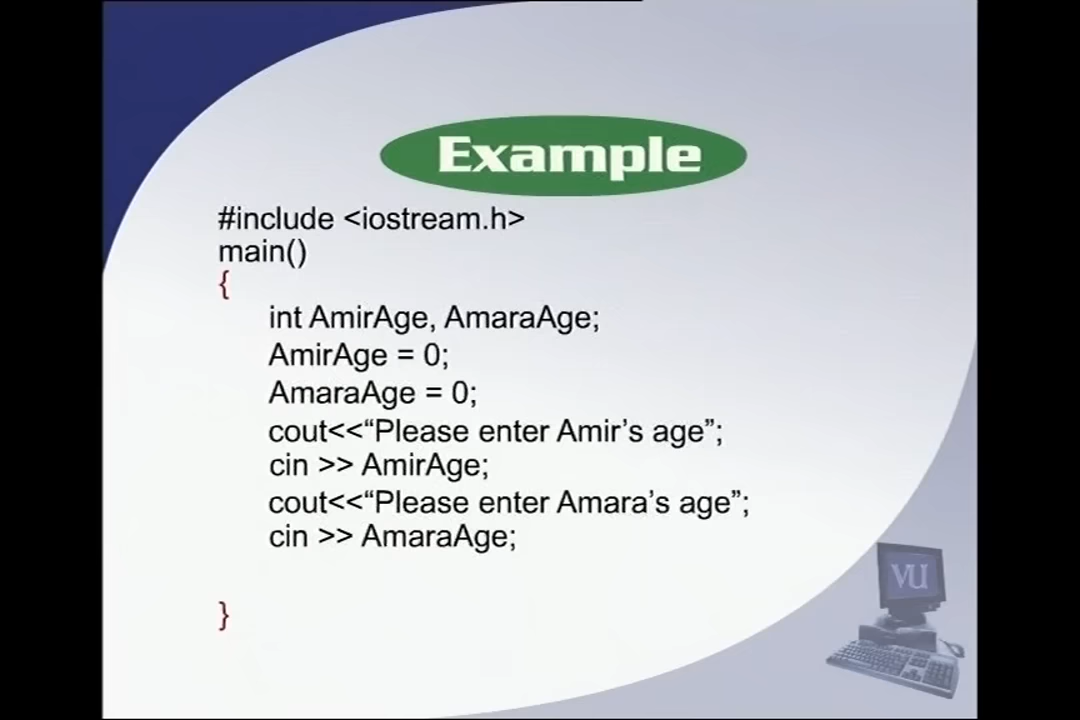 Example
#include <iostream.h>
main()
{
int AmirAge, AmaraAge;
AmirAge = 0;
AmaraAge = 0;
cout<<“Please enter Amir’s age”;
cin >> AmirAge;
cout<<“Please enter Amara’s age”;
cin >> AmaraAge;
}
VU